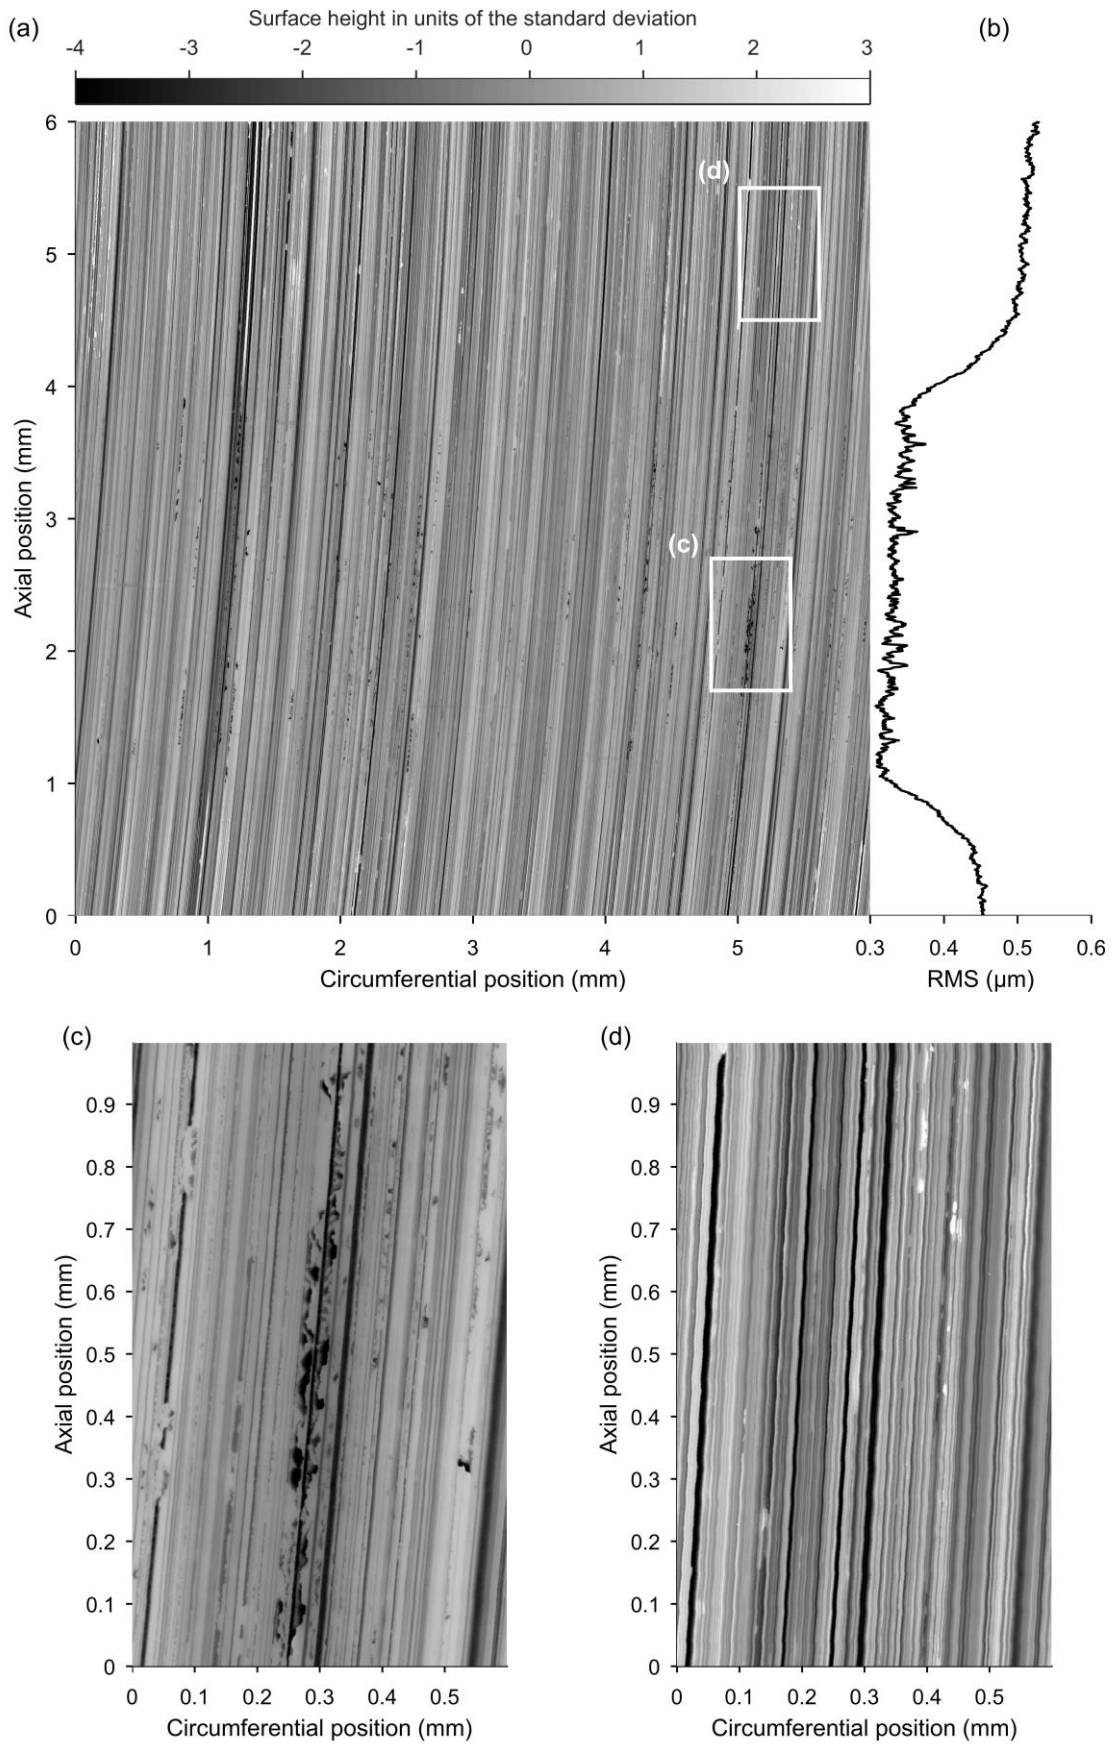 (a)
Surface height in units of the standard deviation
(b)
-4 -3 -2 -1 0 1 2 3
6
5
4
3
2
1
0
Axial position (mm)
(d)
(c)
0 1 2 3 4 5 0.3 0.4 0.5 0.6
Circumferential position (mm)
RMS (µm)
(c)
0.9
0.8
0.7
0.6
0.5
0.4
0.3
0.2
0.1
0
Axial position (mm)
0 0.1 0.2 0.3 0.4 0.5
Circumferential position (mm)
(d)
0.9
0.8
0.7
0.6
0.5
0.4
0.3
0.2
0.1
0
Axial position (mm)
0 0.1 0.2 0.3 0.4 0.5
Circumferential position (mm)